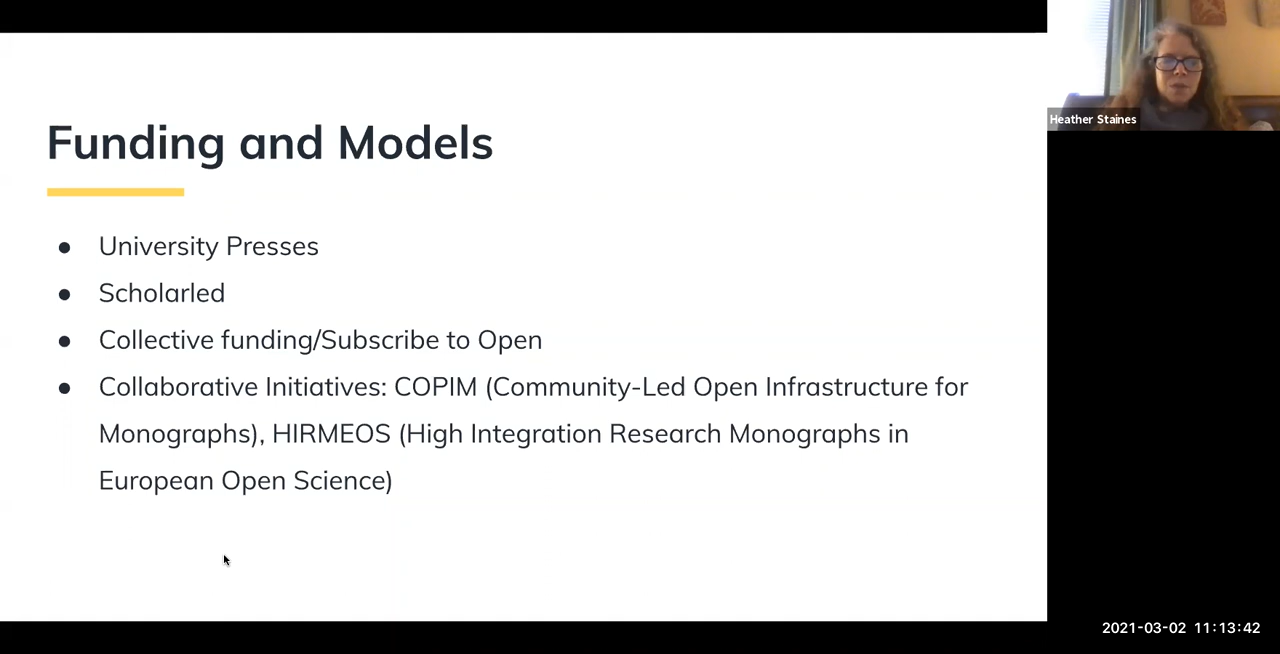 Funding and Models
● University Presses
● Scholarled
● Collective funding/Subscribe to Open
● Collaborative Initiatives: COPIM (Community-Led Open Infrastructure for
Monographs), HIRMEOS (High Integration Research Monographs in
European Open Science)
Heather Staines
2021-03-02 11:13:42